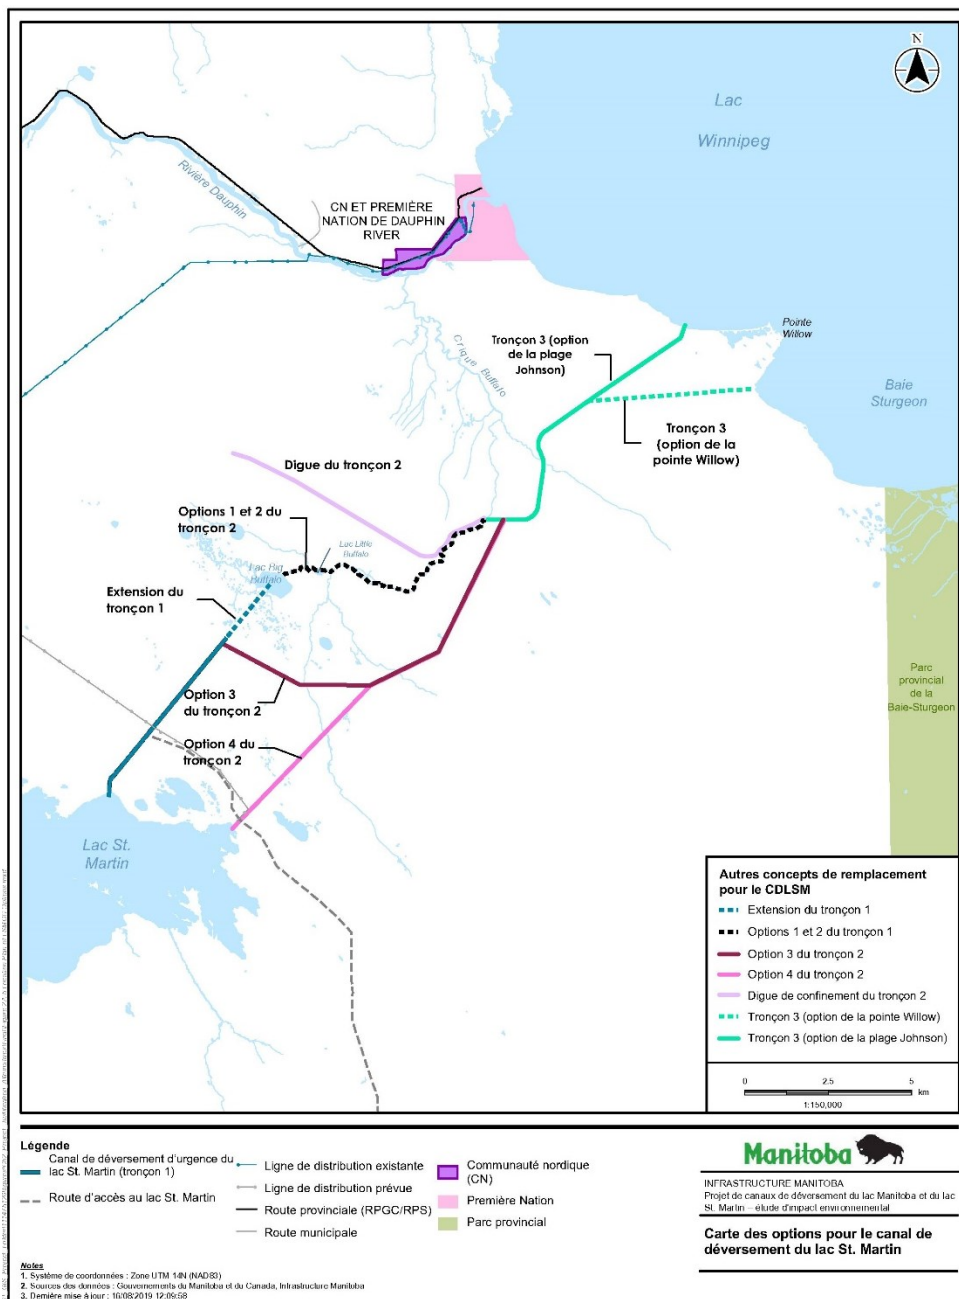 N
Lac
Winnipeg
Rivière Dauphin
CN ET PREMIÈRE
NATION DE DAUPHIN
RIVER
Crique Buffalo
Tronçon 3 (option
de la plage
Johnson)
Pointe
Willow
Baie
Sturgeon
Tronçon 3
(option de la
pointe Willow)
Digue du tronçon 2
Options 1 et 2 du
tronçon 2
Lac Little
Buffalo
Lac Big
Buffalo
Extension du
tronçon 1
Option 3
du tronçon 2
Option 4 du
tronçon 2
Parc
provincial
de la
Baie-Sturgeon
Lac St.
Martin
Autres concepts de remplacement
pour le CDLSM
Extension du tronçon 1
Options 1 et 2 du tronçon 1
Option 3 du tronçon 2
Option 4 du tronçon 2
Digue de confinement du tronçon 2
Tronçon 3 (option de la pointe Willow)
Tronçon 3 (option de la plage Johnson)
0 2.5 5
km
1:150,000
Légende
Canal de déversement d'urgence du
lac St. Martin (tronçon 1)
Route d'accès au lac St. Martin
Ligne de distribution existante
Ligne de distribution prévue
Route provinciale (RPGC/RPS)
Route municipale
Communauté nordique
(CN)
Première Nation
Parc provincial
Manitoba
INFRASTRUCTURE MANITOBA
Projet de canaux de déversement du lac Manitoba et du lac
St. Martin – étude d'impact environnemental
Carte des options pour le canal de
déversement du lac St. Martin
Notes
1. Système de coordonnées : Zone UTM 14N (NAD83)
2. Sources des données : Gouvernements du Manitoba et du Canada, Infrastructure Manitoba
3. Dernière mise à jour : 16/08/2019 12:09:58